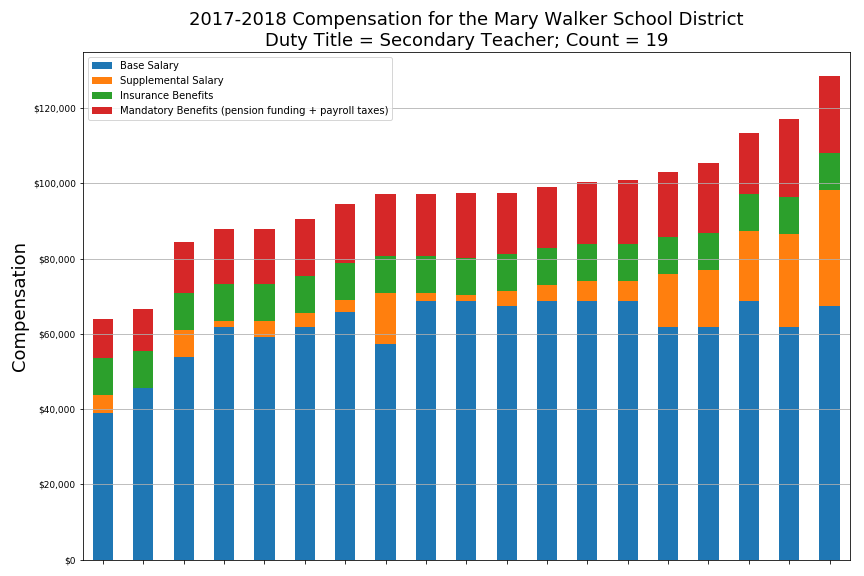 2017-2018 Compensation for the Mary Walker School District
Duty Title = Secondary Teacher; Count = 19
Base Salary
Supplemental Salary
Insurance Benefits
Mandatory Benefits (pension funding + payroll taxes)
$120,000
$100,000
$80,000
$60,000
$40,000
$20,000
$0
Compensation